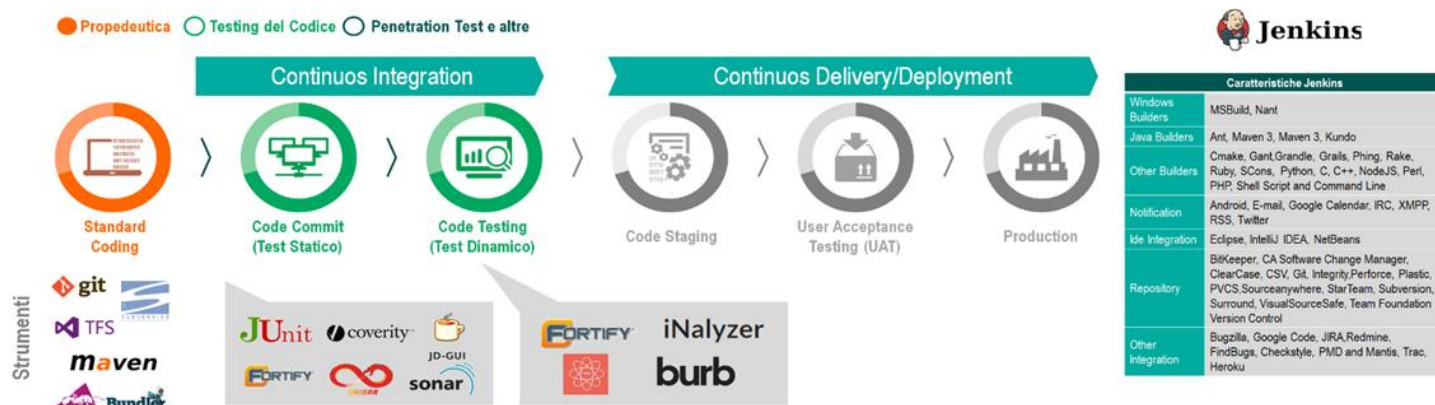 Propedeutica
Testing del Codice
Penetration Test e altre
Jenkins
Continuos Integration
Continuos Delivery/Deployment
Standard
Coding
Code Commit
(Test Statico)
Code Testing
(Test Dinamico)
Code Staging
User Acceptance
Testing (UAT)
Production
Strumenti
git
SUBVERSION
TFS
maven
Bundler
JUnit
coverity
JD-GUI
FORTIFY
sonar
FORTIFY
iNalyzer
burb
Caratteristiche Jenkins
Windows
Builders
MSBuild, Nant
Java Builders
Ant, Maven 3, Maven 3, Kundo
Other Builders
Cmake, Gant,Grandle, Grails, Phing, Rake,
Ruby, SCons, Python, C, C++, NodeJS, Perl,
PHP, Shell Script and Command Line
Notification
Android, E-mail, Google Calendar, IRC, XMPP,
RSS, Twitter
Ide Integration
Eclipse, IntelliJ IDEA, NetBeans
Repository
BitKeeper, CA Software Change Manager,
ClearCase, CSV, Git, Integrity,Perforce, Plastic,
PVCS,Sourceanywhere, StarTeam, Subversion,
Surround, VisualSourceSafe, Team Foundation
Version Control
Other
Integration
Bugzilla, Google Code, JIRA,Redmine,
FindBugs, Checkstyle, PMD and Mantis, Trac,
Heroku